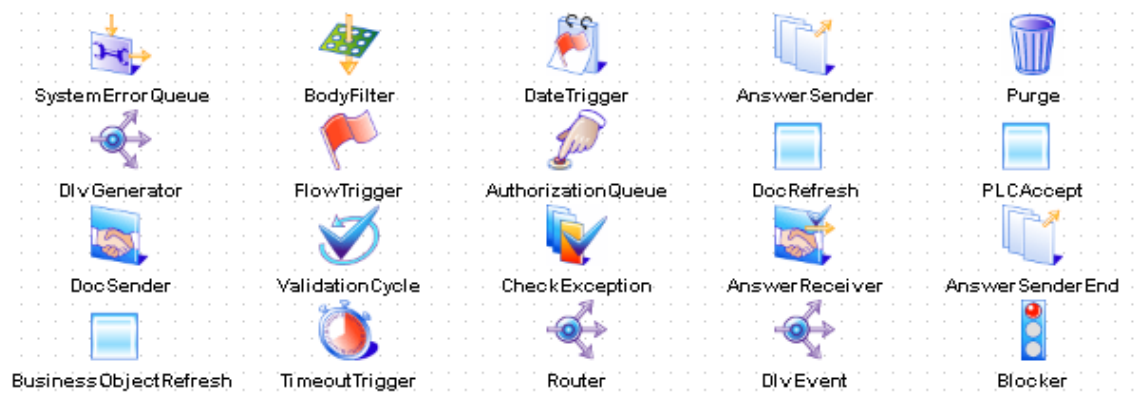 SystemErrorQueue
BodyFilter
DateTrigger
AnswerSender
Purge
DlvGenerator
FlowTrigger
AuthorizationQueue
DocRefresh
PLCAccept
DocSender
ValidationCycle
CheckException
AnswerReceiver
AnswerSenderEnd
BusinessObjectRefresh
TimeoutTrigger
Router
DlvEvent
Blocker